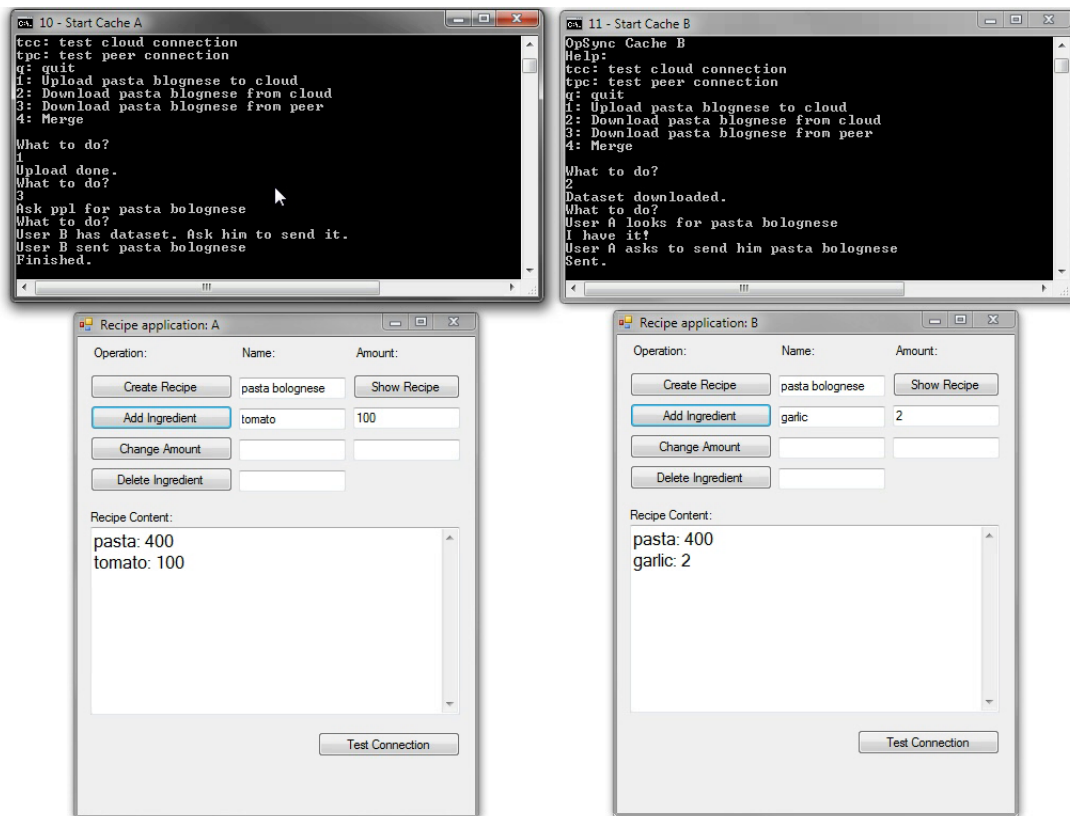 10 - Start Cache A
tcc: test cloud connection
tpc: test peer connection
q: quit
1: Upload pasta blognese to cloud
2: Download pasta blognese from cloud
3: Download pasta blognese from peer
4: Merge
What to do?
1
Upload done.
What to do?
3
Ask ppl for pasta bolognese
What to do?
User B has dataset. Ask him to send it.
User B sent pasta bolognese
Finished.
11 - Start Cache B
OpSync Cache B
Help:
tcc: test cloud connection
tpc: test peer connection
q: quit
1: Upload pasta blognese to cloud
2: Download pasta blognese from cloud
3: Download pasta blognese from peer
4: Merge
What to do?
2
Dataset downloaded.
What to do?
User A looks for pasta bolognese
I have it!
User A asks to send him pasta bolognese
Sent.
Recipe application: A
Operation: Name: Amount:
Create Recipe pasta bolognese Show Recipe
Add Ingredient tomato 100
Change Amount
Delete Ingredient
Recipe Content:
pasta: 400
tomato: 100
Test Connection
Recipe application: B
Operation: Name: Amount:
Create Recipe pasta bolognese Show Recipe
Add Ingredient garlic 2
Change Amount
Delete Ingredient
Recipe Content:
pasta: 400
garlic: 2
Test Connection